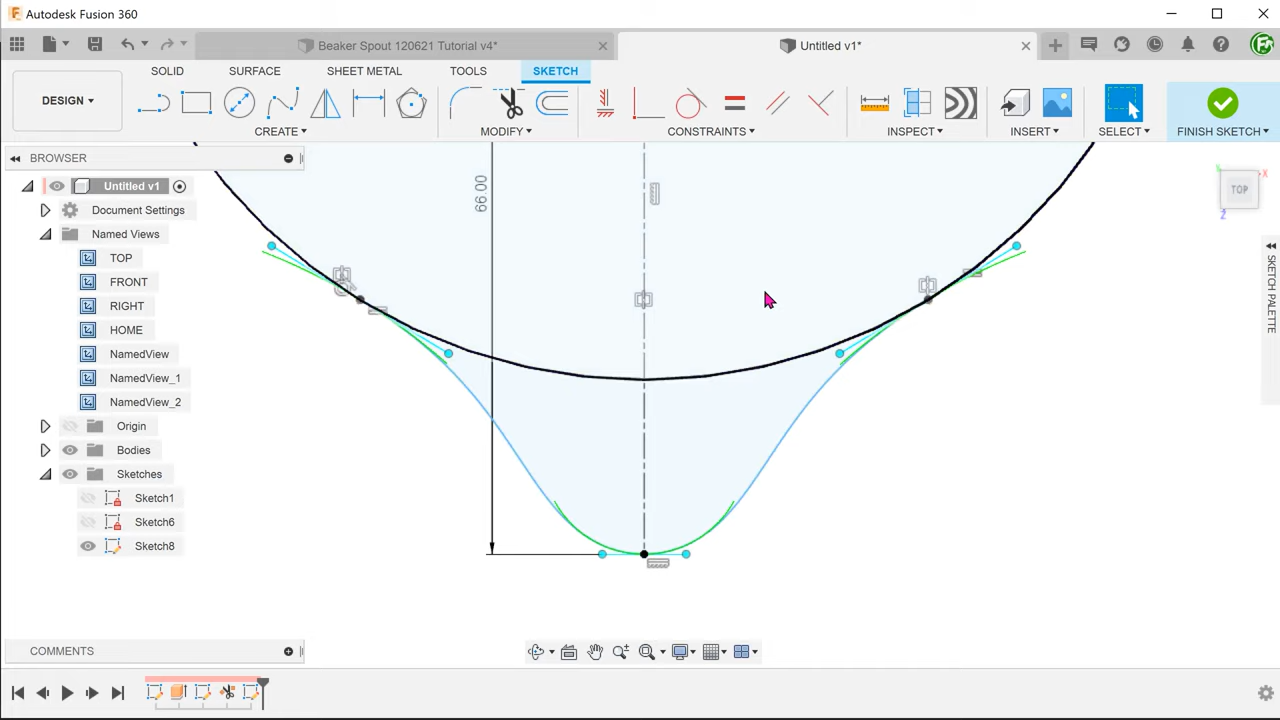 Autodesk Fusion 360
Beaker Spout 120621 Tutorial v4*
Untitled v1*
DESIGN
SOLID
SURFACE
SHEET METAL
TOOLS
SKETCH
CREATE
MODIFY
CONSTRAINTS
INSPECT
INSERT
SELECT
FINISH SKETCH
BROWSER
Untitled v1
Document Settings
Named Views
TOP
FRONT
RIGHT
HOME
NamedView
NamedView_1
NamedView_2
Origin
Bodies
Sketches
Sketch1
Sketch6
Sketch8
66.00
TOP
X
Z
SKETCH PALETTE
COMMENTS